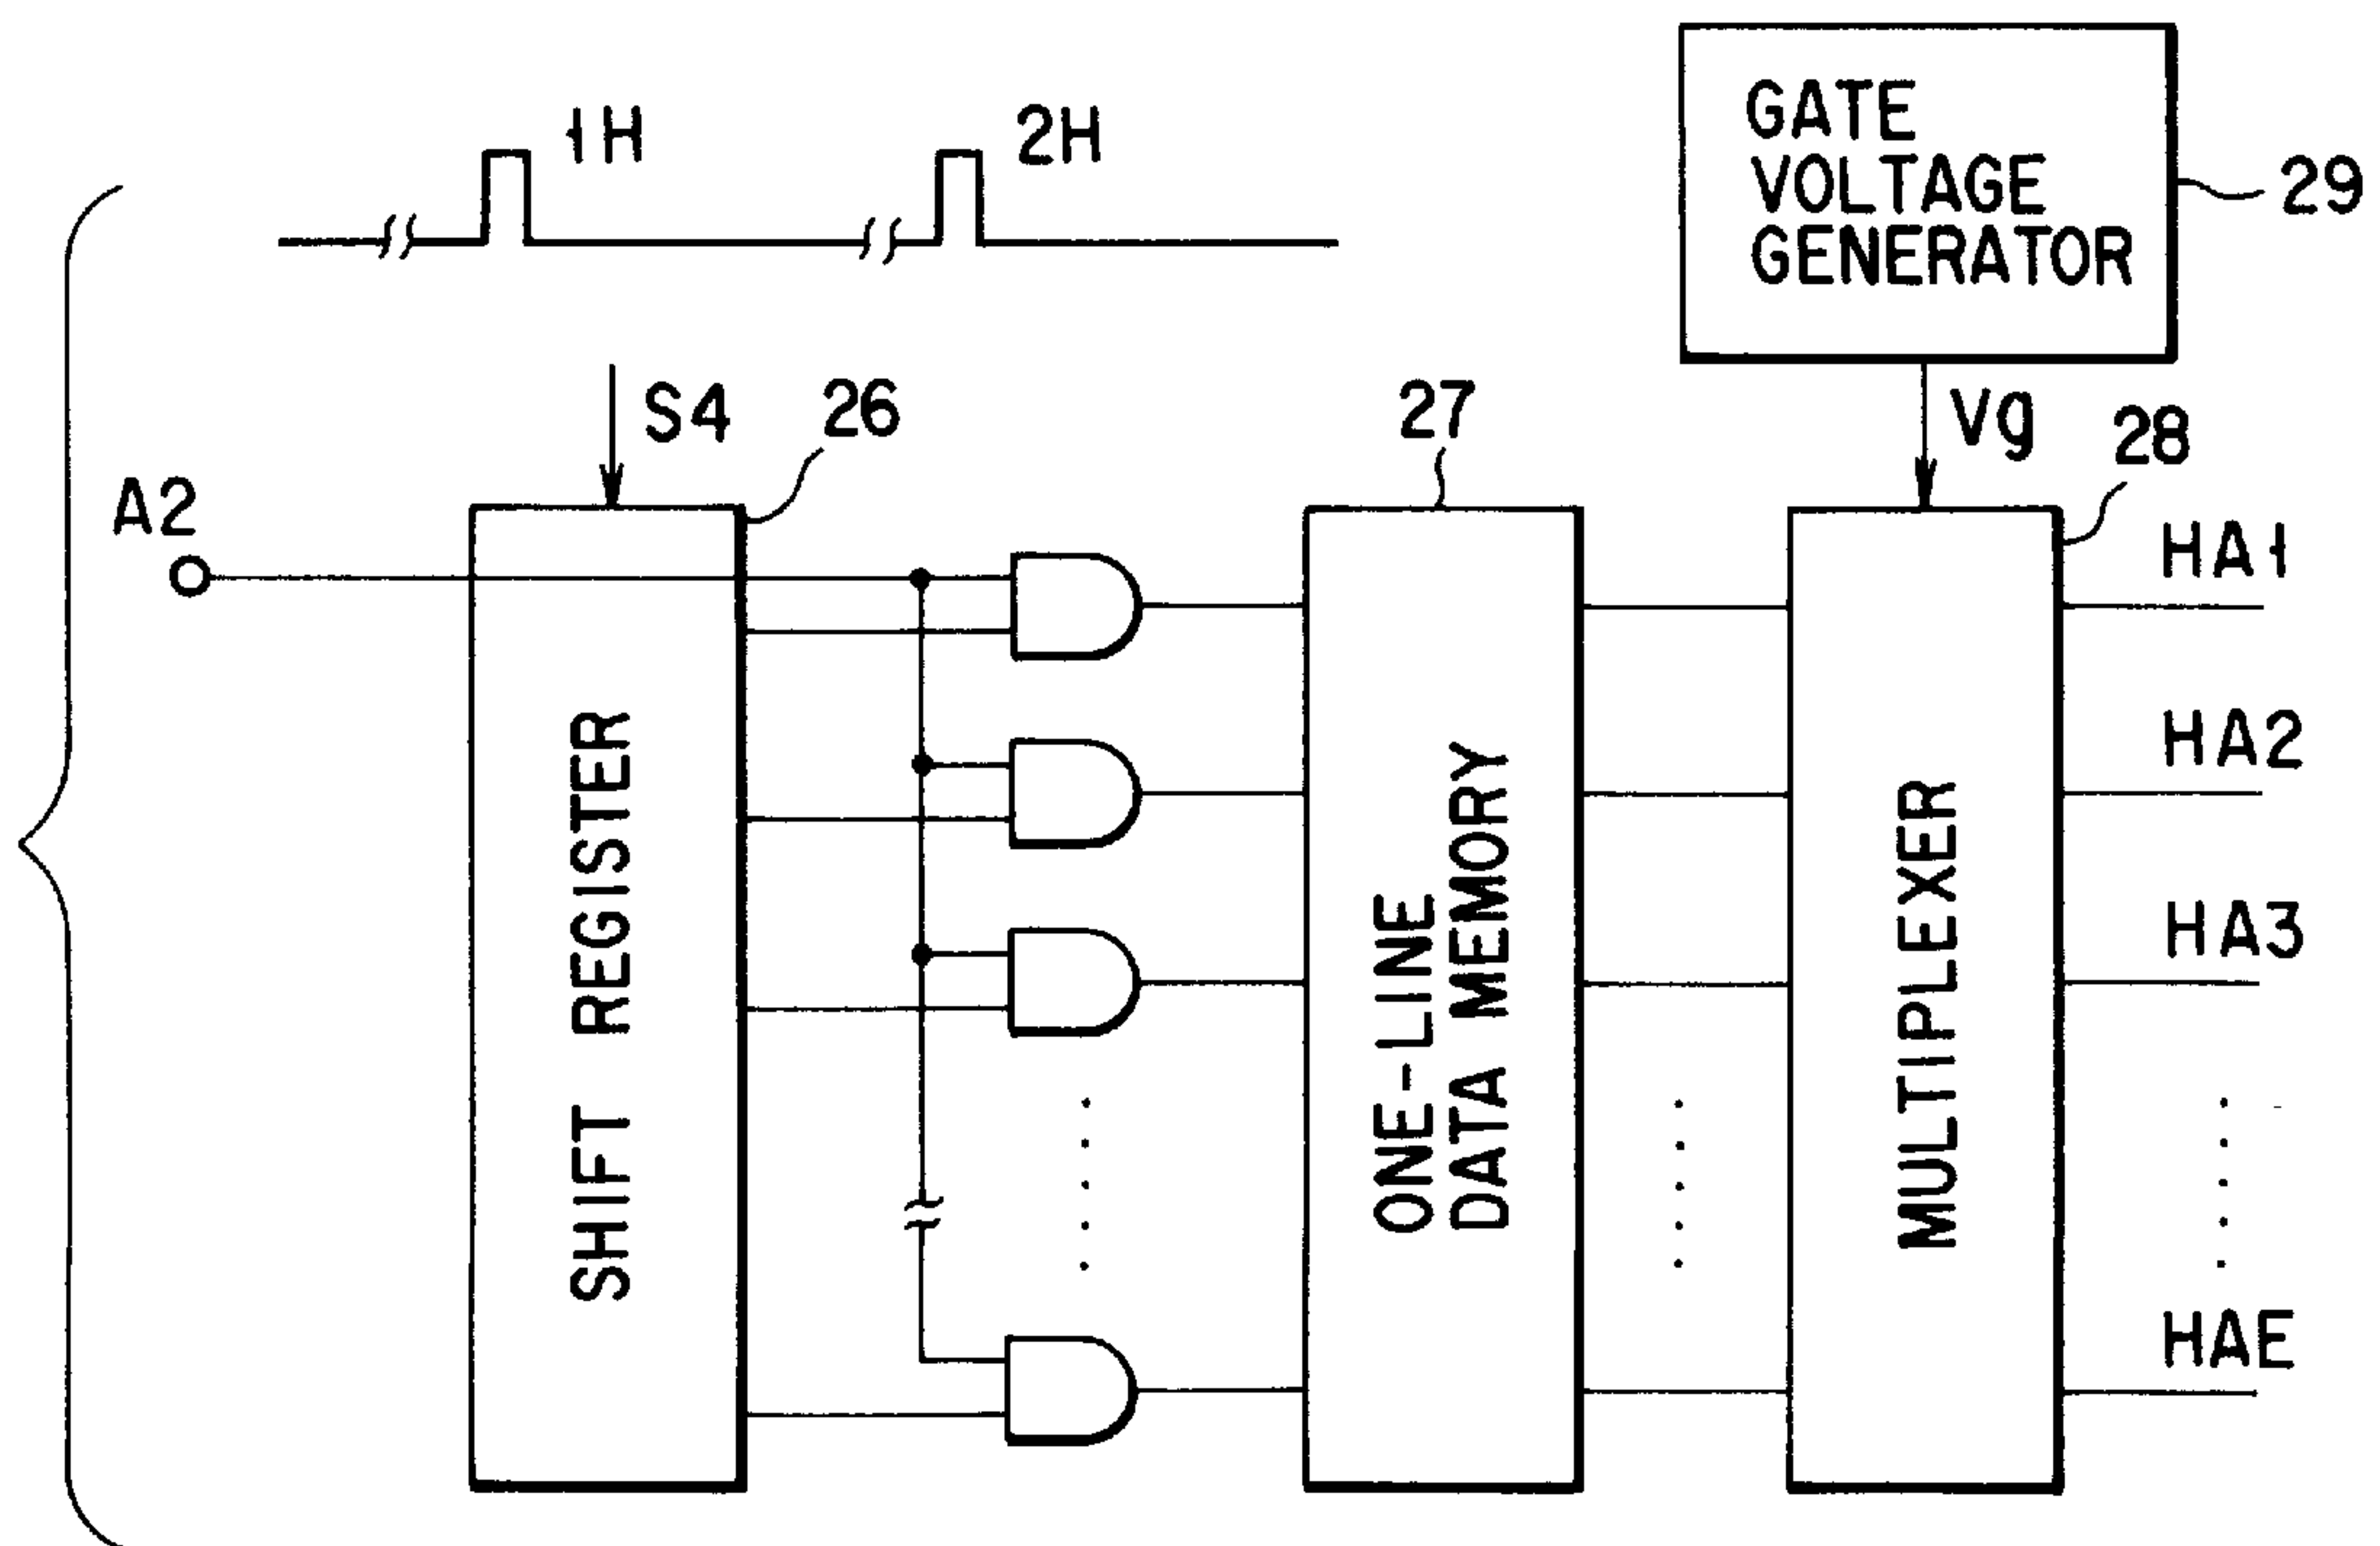 1H
2H
GATE
VOLTAGE
GENERATOR
29
S4
26
27
Vg
28
A2
HA1
HA2
HA3
HAE
SHIFT REGISTER
ONE-LINE
DATA MEMORY
MULTIPLEXER